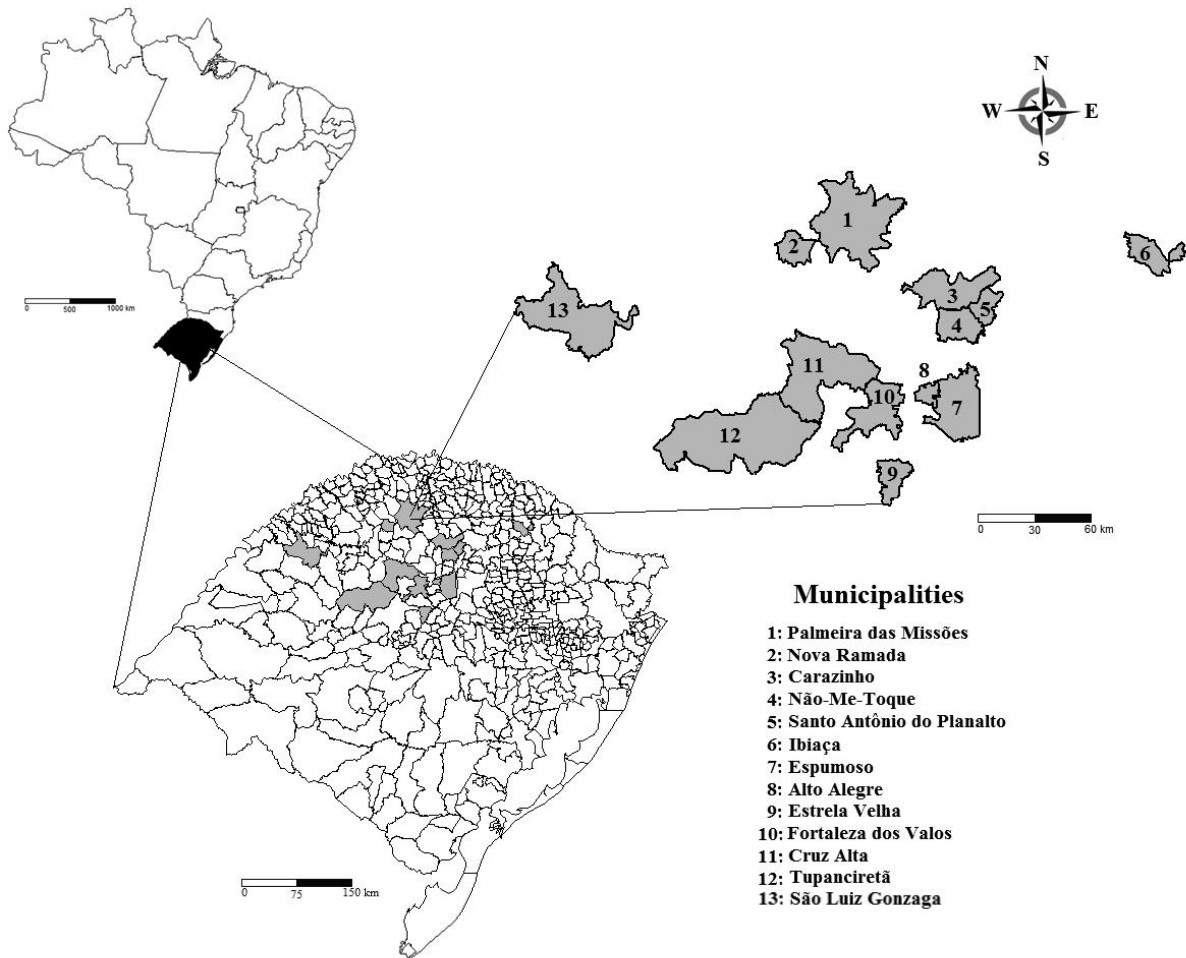 N
W E
S
1
2
6
3
5
4
13
0 500 1000 km
11
8
10
7
12
9
0 30 60 km
Municipalities
1: Palmeira das Missões
2: Nova Ramada
3: Carazinho
4: Não-Me-Toque
5: Santo Antônio do Planalto
6: Ibiaça
7: Espumoso
8: Alto Alegre
9: Estrela Velha
10: Fortaleza dos Valos
11: Cruz Alta
12: Tupanciretã
13: São Luiz Gonzaga
0 75 150 km